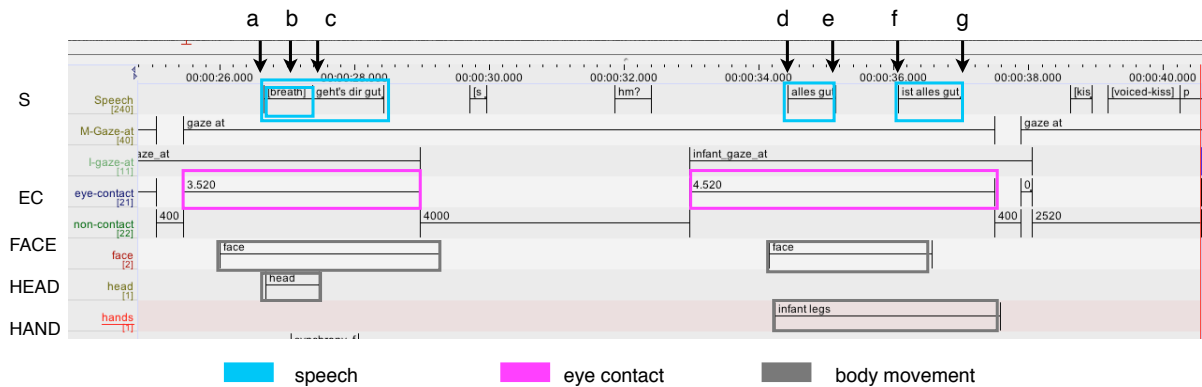 a b c d e f g
00:00:26.000 00:00:28.000 00:00:30.000 00:00:32.000 00:00:34.000 00:00:36.000 00:00:38.000 00:00:40.000
S Speech [240] [breath] geht's dir gut [s hm? alles gut ist alles gut [kis [voiced-kiss] p
M-Gaze-at [40] gaze at gaze at
I-gaze-at [11] aze_at infant_gaze_at
EC eye-contact [21] 3.520 4.520 0
non-contact [22] 400 4000 400 2520
FACE face [2] face face
HEAD head [1] head
HAND hands [1] infant legs
speech eye contact body movement